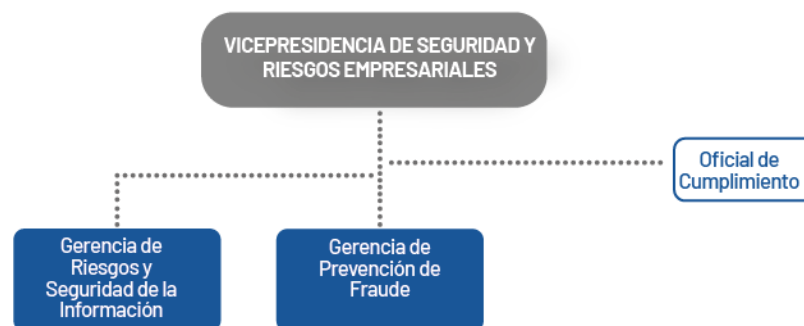 VICEPRESIDENCIA DE SEGURIDAD Y
RIESGOS EMPRESARIALES
Oficial de
Cumplimiento
Gerencia de
Riesgos y
Seguridad de la
Información
Gerencia de
Prevención de
Fraude